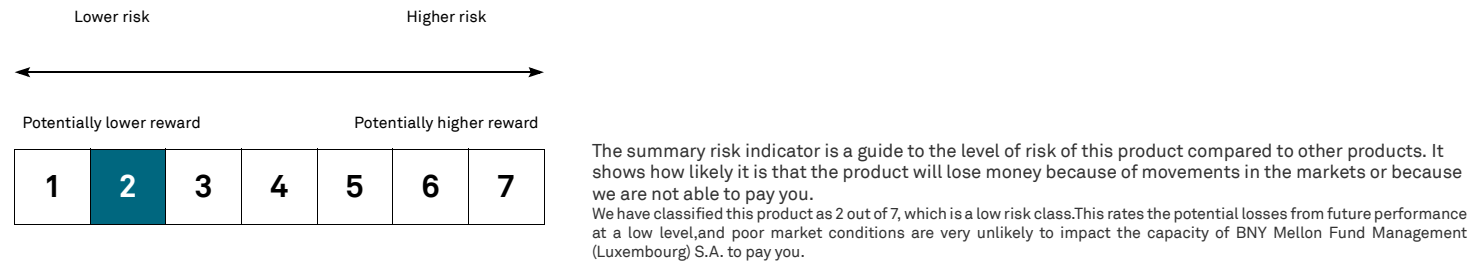 Lower risk Higher risk
Potentially lower reward Potentially higher reward
1 2 3 4 5 6 7
The summary risk indicator is a guide to the level of risk of this product compared to other products. It
shows how likely it is that the product will lose money because of movements in the markets or because
we are not able to pay you.
We have classified this product as 2 out of 7, which is a low risk class.This rates the potential losses from future performance
at a low level,and poor market conditions are very unlikely to impact the capacity of BNY Mellon Fund Management
(Luxembourg) S.A. to pay you.